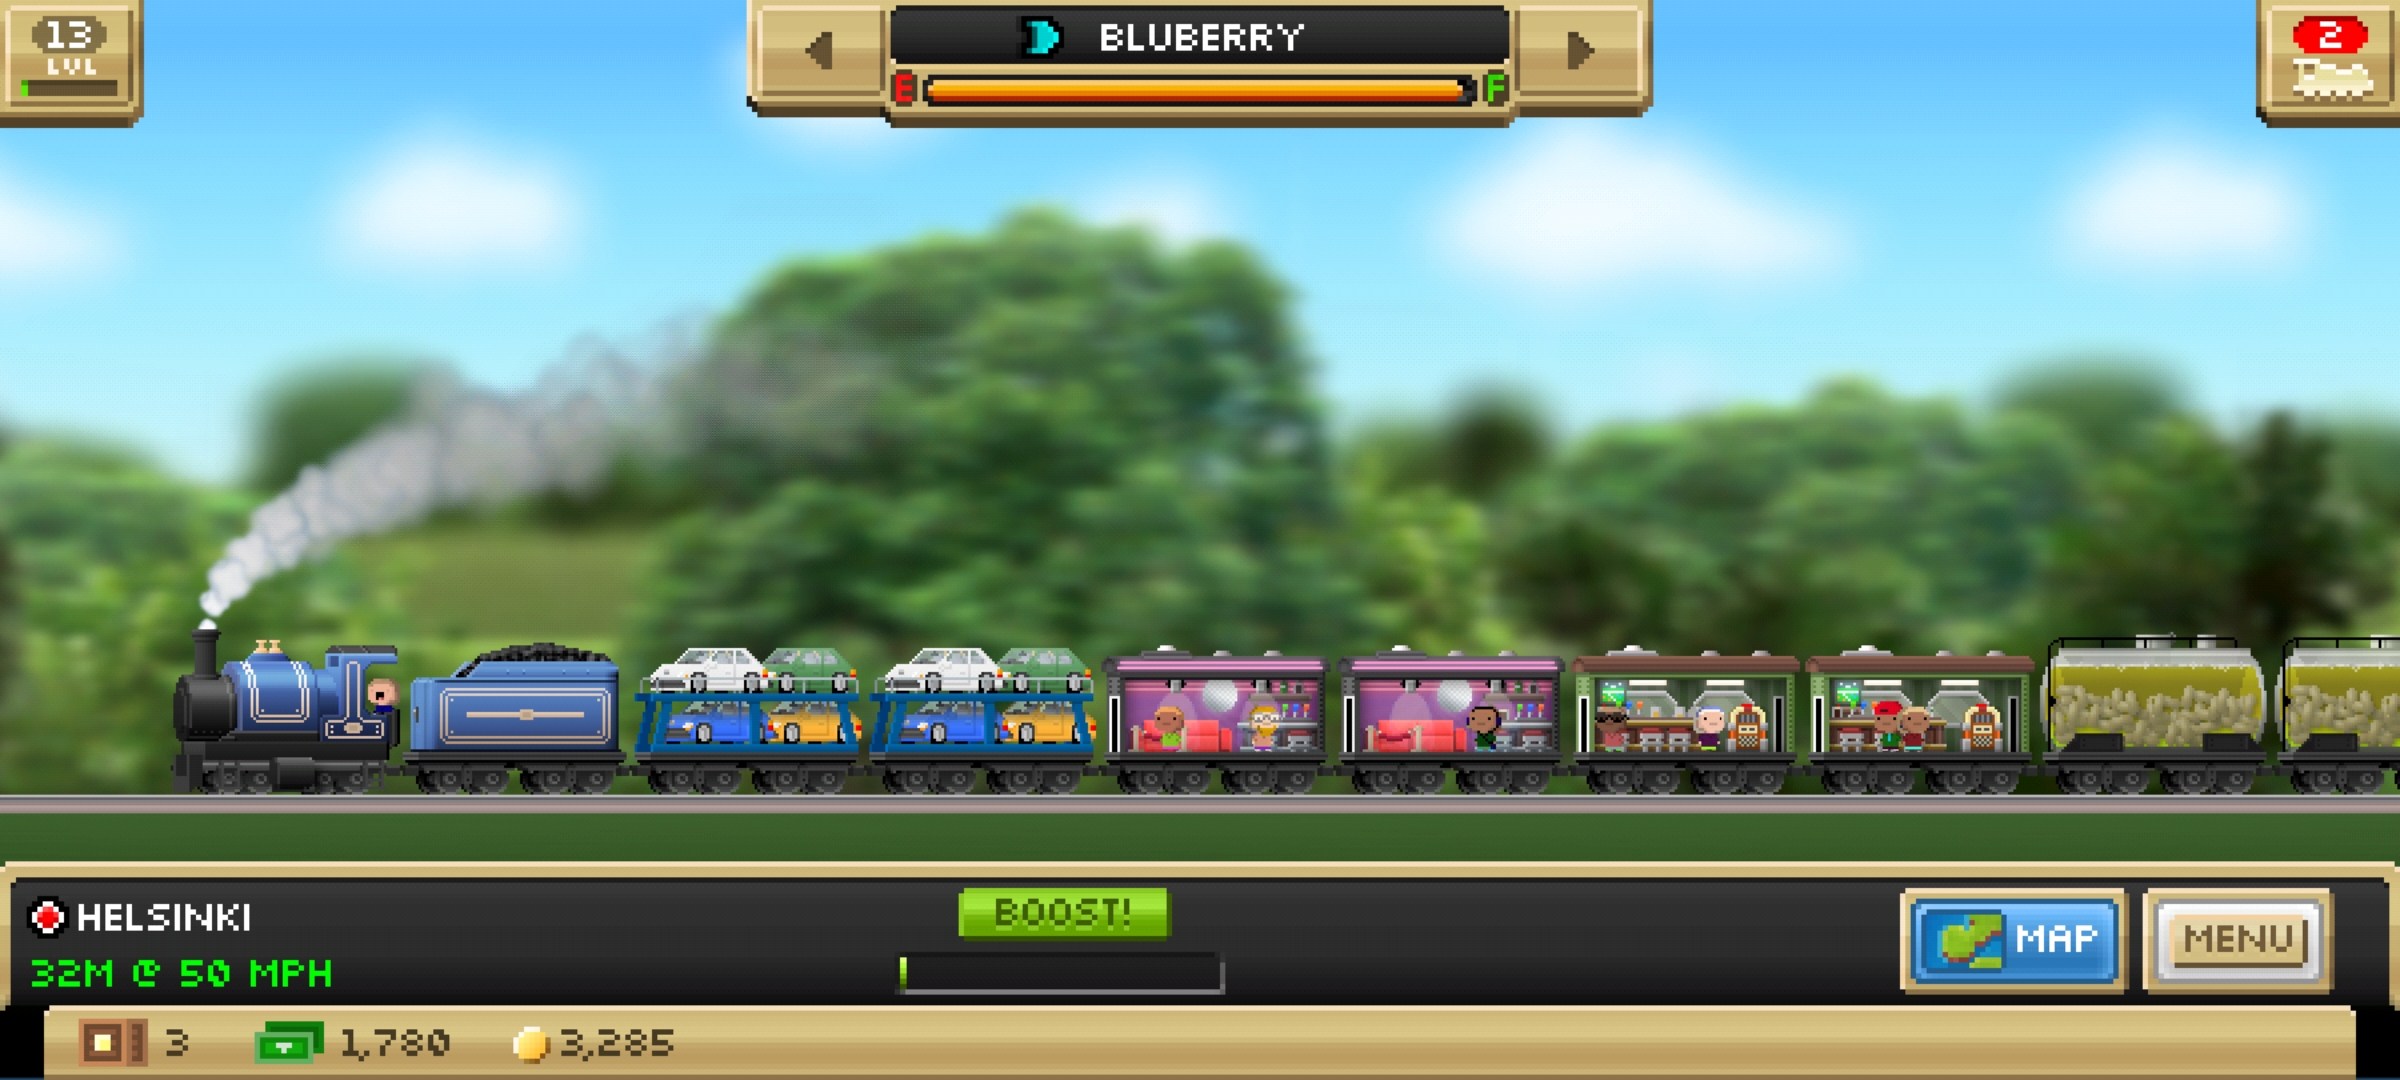 13
LVL
BLUBERRY
E F
2
HELSINKI
32M @ 50 MPH
BOOST!
MAP
MENU
3
1,780
3,285